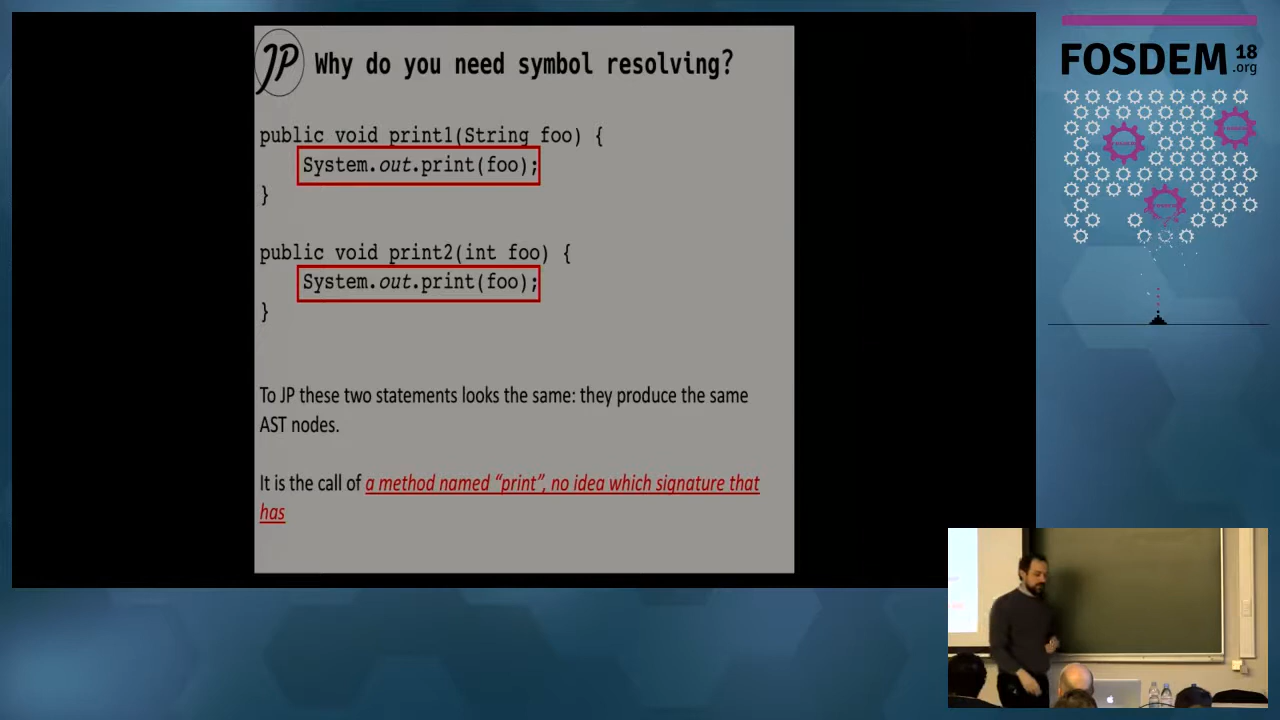 JP Why do you need symbol resolving?
public void print1(String foo) {
System.out.print(foo);
}
public void print2(int foo) {
System.out.print(foo);
}
To JP these two statements looks the same: they produce the same
AST nodes.
It is the call of a method named “print”, no idea which signature that
has
FOSDEM 18
.org